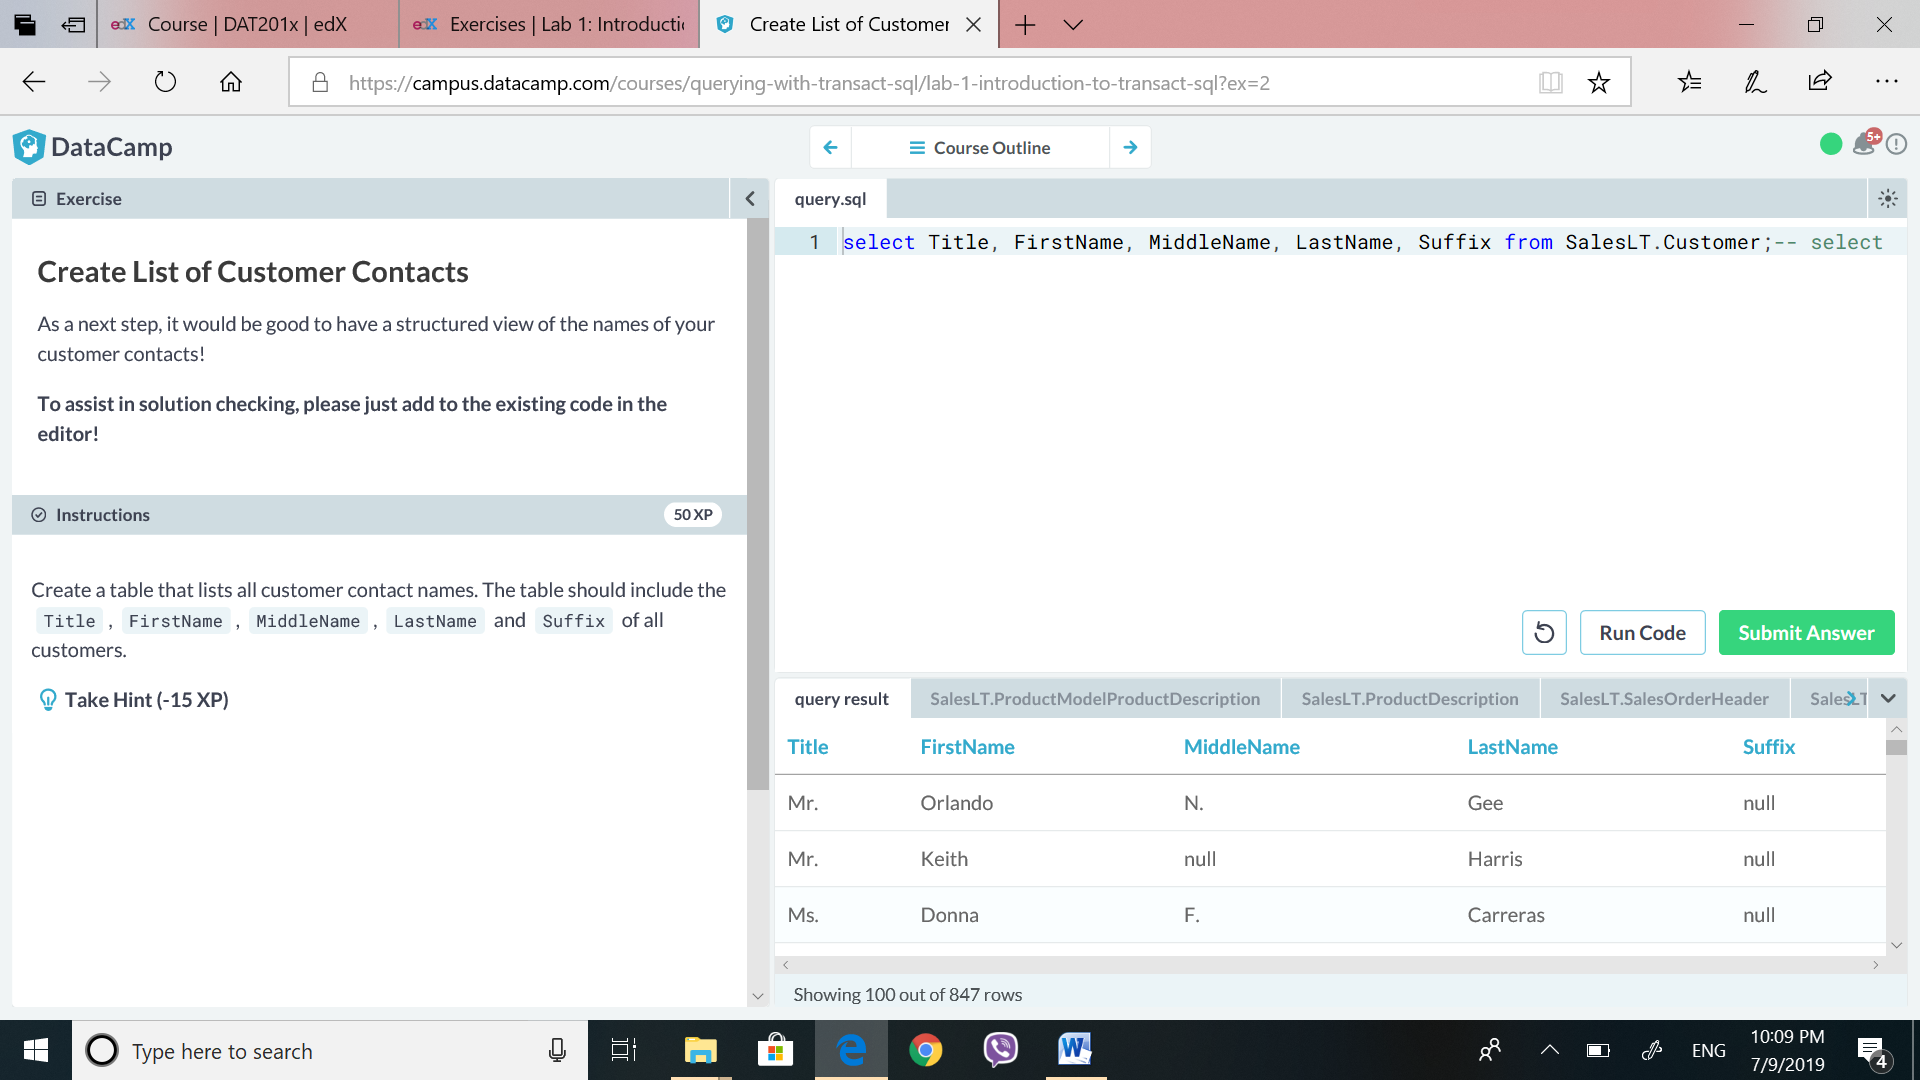 edX Course | DAT201x | edX
edX Exercises | Lab 1: Introductio
Create List of Customer
https://campus.datacamp.com/courses/querying-with-transact-sql/lab-1-introduction-to-transact-sql?ex=2
DataCamp
Course Outline
5+
Exercise
query.sql
Create List of Customer Contacts
As a next step, it would be good to have a structured view of the names of your
customer contacts!
To assist in solution checking, please just add to the existing code in the
editor!
Instructions
50 XP
Create a table that lists all customer contact names. The table should include the
Title , FirstName , MiddleName , LastName and Suffix of all
customers.
Take Hint (-15 XP)
1 select Title, FirstName, MiddleName, LastName, Suffix from SalesLT.Customer;-- select
Run Code
Submit Answer
query result SalesLT.ProductModelProductDescription SalesLT.ProductDescription SalesLT.SalesOrderHeader SalesLT
Title FirstName MiddleName LastName Suffix
Mr. Orlando N. Gee null
Mr. Keith null Harris null
Ms. Donna F. Carreras null
Showing 100 out of 847 rows
Type here to search
ENG
10:09 PM
7/9/2019
4